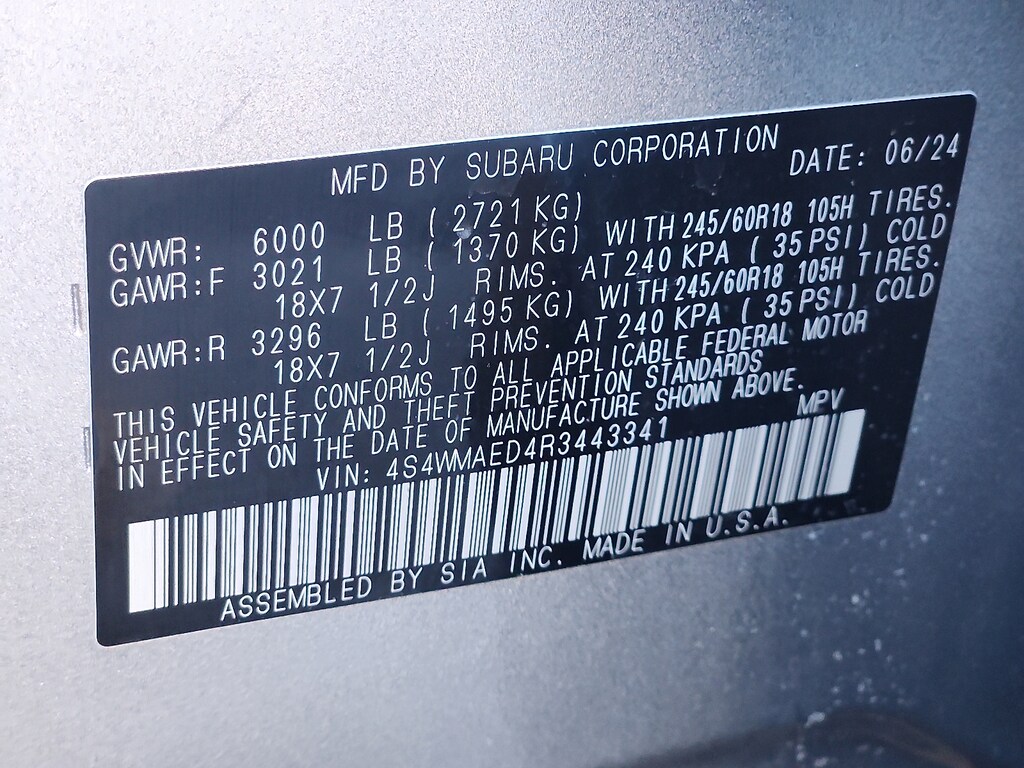 MFD BY SUBARU CORPORATION DATE: 06/24
GVWR: 6000 LB ( 2721 KG)
GAWR:F 3021 LB ( 1370 KG) WITH 245/60R18 105H TIRES.
18X7 1/2J RIMS. AT 240 KPA ( 35 PSI) COLD
GAWR:R 3296 LB ( 1495 KG) WITH 245/60R18 105H TIRES.
18X7 1/2J RIMS. AT 240 KPA ( 35 PSI) COLD
THIS VEHICLE CONFORMS TO ALL APPLICABLE FEDERAL MOTOR
VEHICLE SAFETY AND THEFT PREVENTION STANDARDS
IN EFFECT ON THE DATE OF MANUFACTURE SHOWN ABOVE.
VIN: 4S4WMAED4R3443341 MPV
ASSEMBLED BY SIA INC. MADE IN U.S.A.